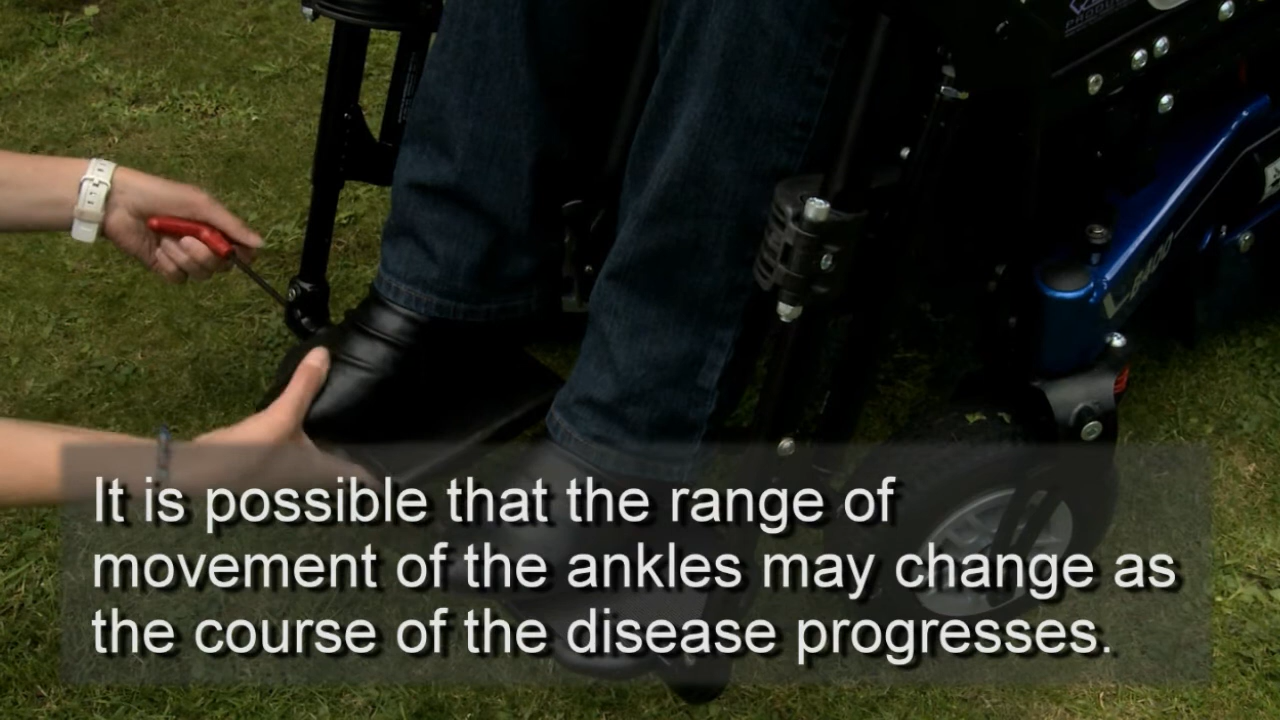 PRODUCTS
It is possible that the range of
movement of the ankles may change as
the course of the disease progresses.